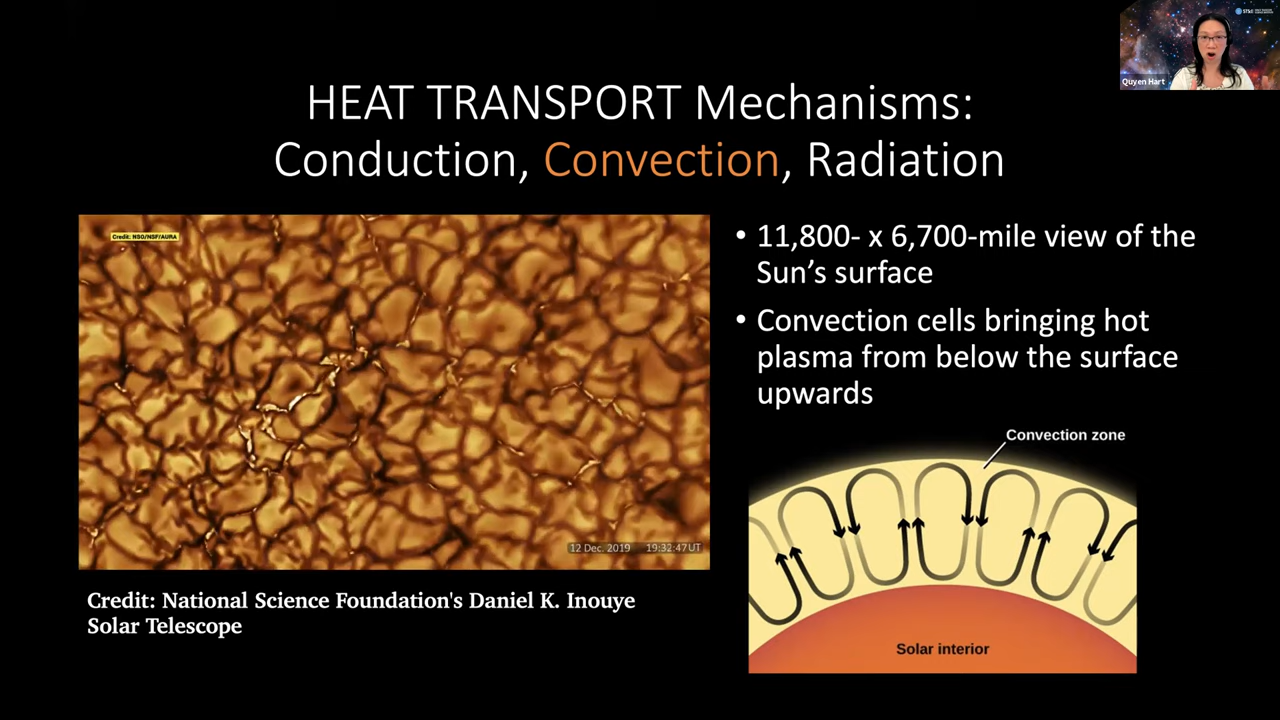 HEAT TRANSPORT Mechanisms:
Conduction, Convection, Radiation
Credit: NSO/NSF/AURA
12 Dec. 2019 19:32:47 UT
Credit: National Science Foundation's Daniel K. Inouye
Solar Telescope
• 11,800- x 6,700-mile view of the
Sun's surface
• Convection cells bringing hot
plasma from below the surface
upwards
Convection zone
Solar interior
Quyen Hart